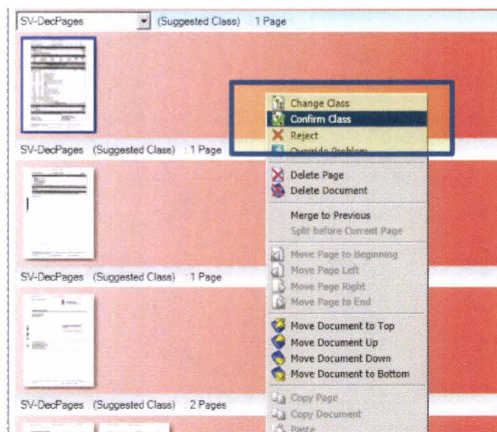 SV-DecPages (Suggested Class) : 1 Page
Change Class
Confirm Class
Reject
Override Problem
SV-DecPages (Suggested Class) : 1 Page
Delete Page
Delete Document
Merge to Previous
Split before Current Page
Move Page to Beginning
Move Page Left
Move Page Right
Move Page to End
SV-DecPages (Suggested Class) : 1 Page
Move Document to Top
Move Document Up
Move Document Down
Move Document to Bottom
SV-DecPages (Suggested Class) : 2 Pages
Copy Page
Copy Document
Paste